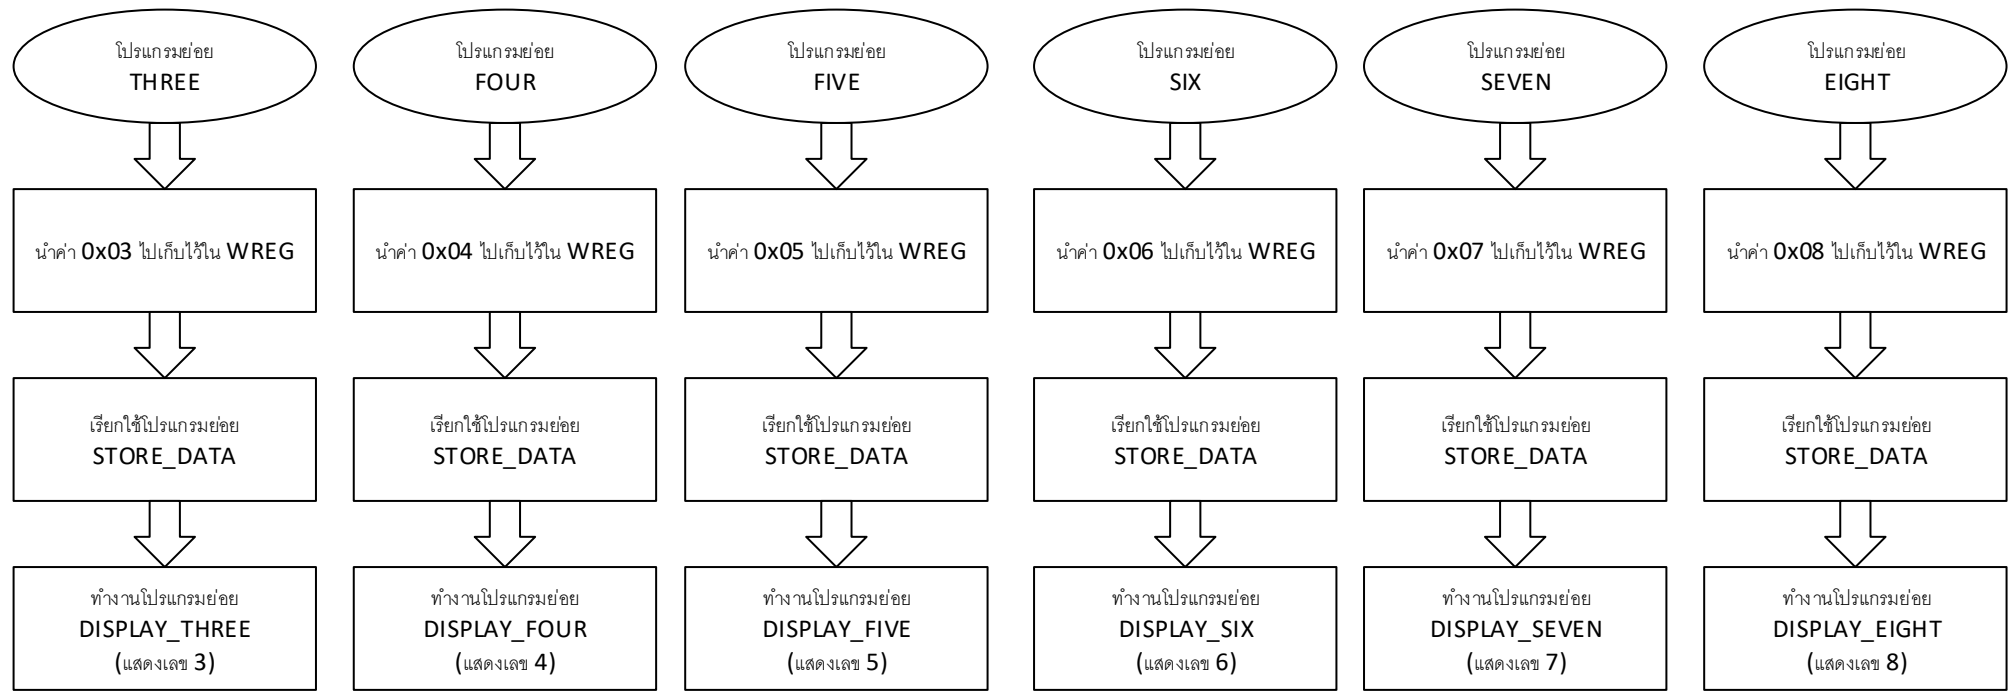 โปรแกรมย่อย
THREE
นำค่า 0x03 ไปเก็บไว้ใน WREG
เรียกใช้โปรแกรมย่อย
STORE_DATA
ทำงานโปรแกรมย่อย
DISPLAY_THREE
(แสดงเลข 3)
โปรแกรมย่อย
FOUR
นำค่า 0x04 ไปเก็บไว้ใน WREG
เรียกใช้โปรแกรมย่อย
STORE_DATA
ทำงานโปรแกรมย่อย
DISPLAY_FOUR
(แสดงเลข 4)
โปรแกรมย่อย
FIVE
นำค่า 0x05 ไปเก็บไว้ใน WREG
เรียกใช้โปรแกรมย่อย
STORE_DATA
ทำงานโปรแกรมย่อย
DISPLAY_FIVE
(แสดงเลข 5)
โปรแกรมย่อย
SIX
นำค่า 0x06 ไปเก็บไว้ใน WREG
เรียกใช้โปรแกรมย่อย
STORE_DATA
ทำงานโปรแกรมย่อย
DISPLAY_SIX
(แสดงเลข 6)
โปรแกรมย่อย
SEVEN
นำค่า 0x07 ไปเก็บไว้ใน WREG
เรียกใช้โปรแกรมย่อย
STORE_DATA
ทำงานโปรแกรมย่อย
DISPLAY_SEVEN
(แสดงเลข 7)
โปรแกรมย่อย
EIGHT
นำค่า 0x08 ไปเก็บไว้ใน WREG
เรียกใช้โปรแกรมย่อย
STORE_DATA
ทำงานโปรแกรมย่อย
DISPLAY_EIGHT
(แสดงเลข 8)